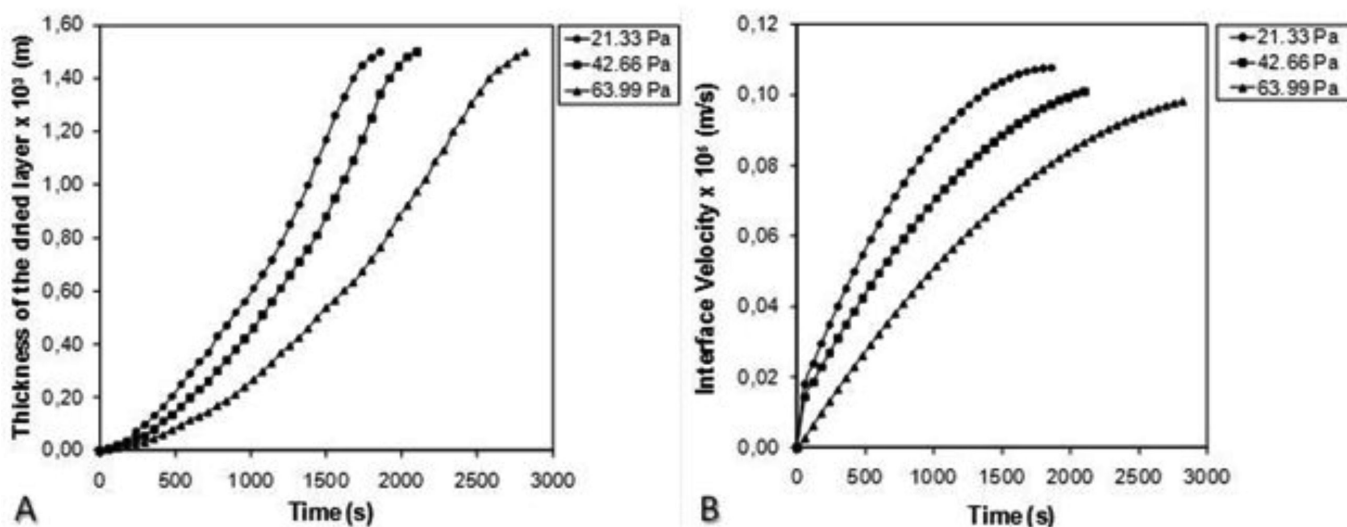 Thickness of the dried layer x 10³ (m)
1,60
1,40
1,20
1,00
0,80
0,60
0,40
0,20
0,00
0
500
1000
1500
2000
2500
3000
Time (s)
A
21.33 Pa
42.66 Pa
63.99 Pa
Interface Velocity x 10⁶ (m/s)
0,12
0,10
0,08
0,06
0,04
0,02
0,00
0
500
1000
1500
2000
2500
3000
Time (s)
B
21.33 Pa
42.66 Pa
63.99 Pa